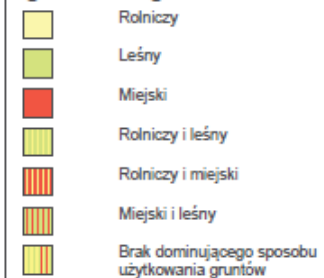 Rolniczy
Leśny
Miejski
Rolniczy i leśny
Rolniczy i miejski
Miejski i leśny
Brak dominującego sposobu
użytkowania gruntów